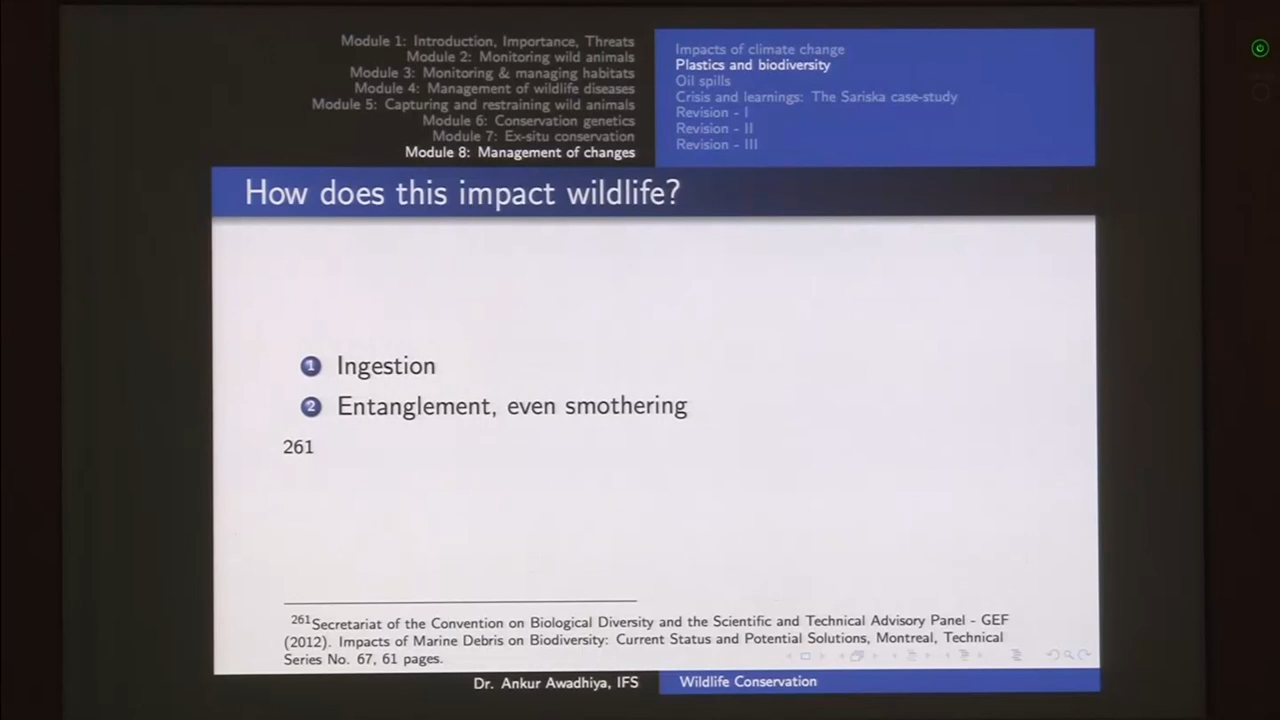 Module 1: Introduction, Importance, Threats
Module 2: Monitoring wild animals
Module 3: Monitoring & managing habitats
Module 4: Management of wildlife diseases
Module 5: Capturing and restraining wild animals
Module 6: Conservation genetics
Module 7: Ex-situ conservation
Module 8: Management of changes
Impacts of climate change
Plastics and biodiversity
Oil spills
Crisis and learnings: The Sariska case-study
Revision - I
Revision - II
Revision - III
How does this impact wildlife?
1 Ingestion
2 Entanglement, even smothering
261
261Secretariat of the Convention on Biological Diversity and the Scientific and Technical Advisory Panel - GEF
(2012). Impacts of Marine Debris on Biodiversity: Current Status and Potential Solutions, Montreal, Technical
Series No. 67, 61 pages.
Dr. Ankur Awadhiya, IFS
Wildlife Conservation